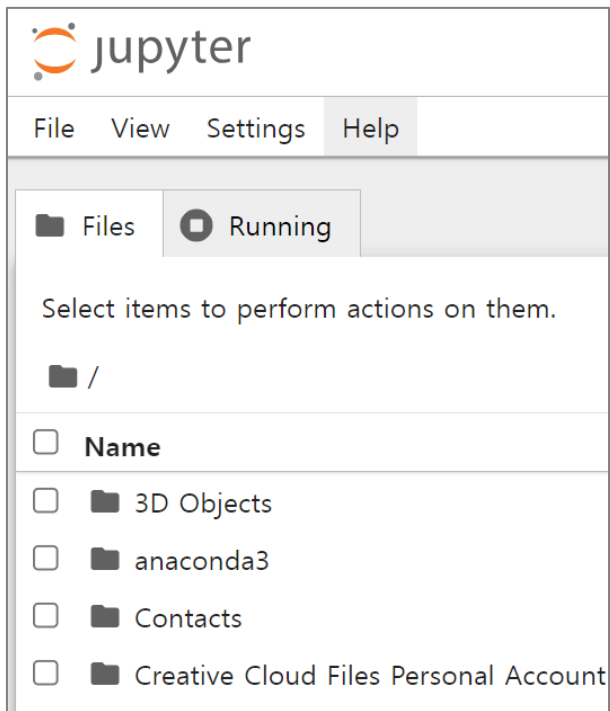 jupyter
File View Settings Help
Files Running
Select items to perform actions on them.
/
Name
3D Objects
anaconda3
Contacts
Creative Cloud Files Personal Account